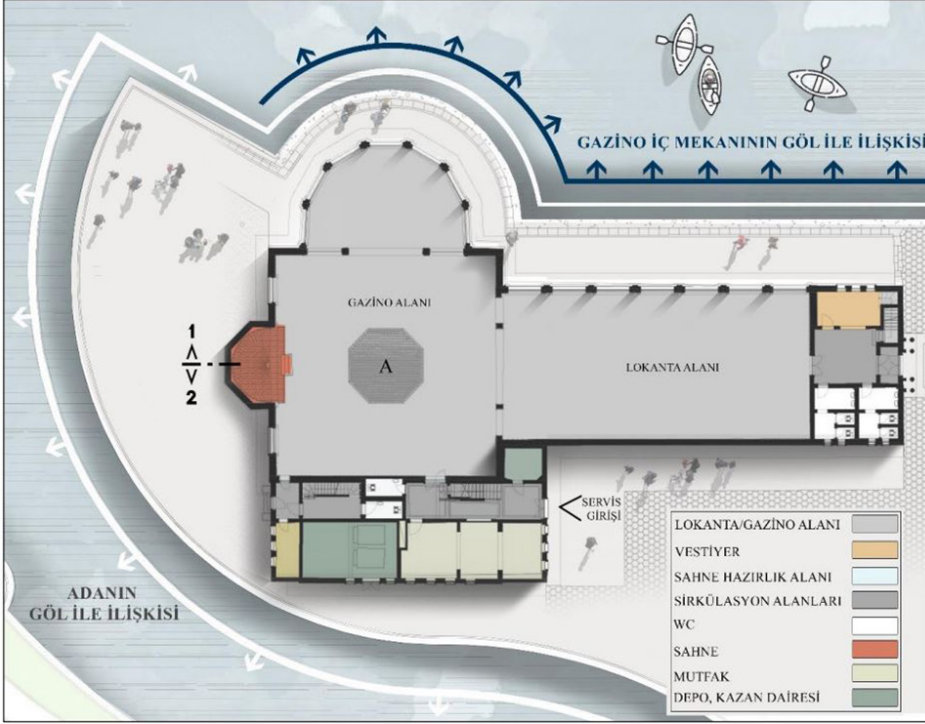 GAZİNO İÇ MEKANININ GÖL İLE İLİŞKİSİ
GAZİNO ALANI
1
2
A
LOKANTA ALANI
SERVİS
GİRİŞİ
ADANIN
GÖL İLE İLİŞKİSİ
LOKANTA/GAZİNO ALANI
VESTİYER
SAHNE HAZIRLIK ALANI
SİRKÜLASYON ALANLARI
WC
SAHNE
MUTFAK
DEPO, KAZAN DAİRESİ